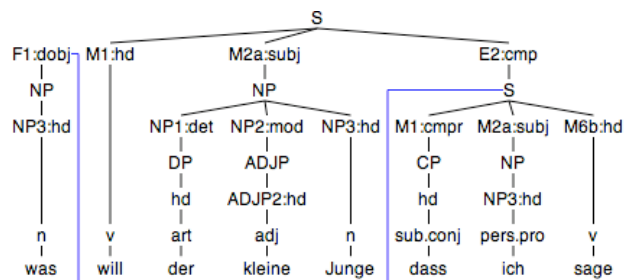 S
F1:dobj M1:hd M2a:subj E2:cmp
NP NP S
NP3:hd NP1:det NP2:mod NP3:hd M1:cmpr M2a:subj M6b:hd
DP ADJP CP NP
hd ADJP2:hd hd NP3:hd
n v art adj n sub.conj pers.pro v
was will der kleine Junge dass ich sage